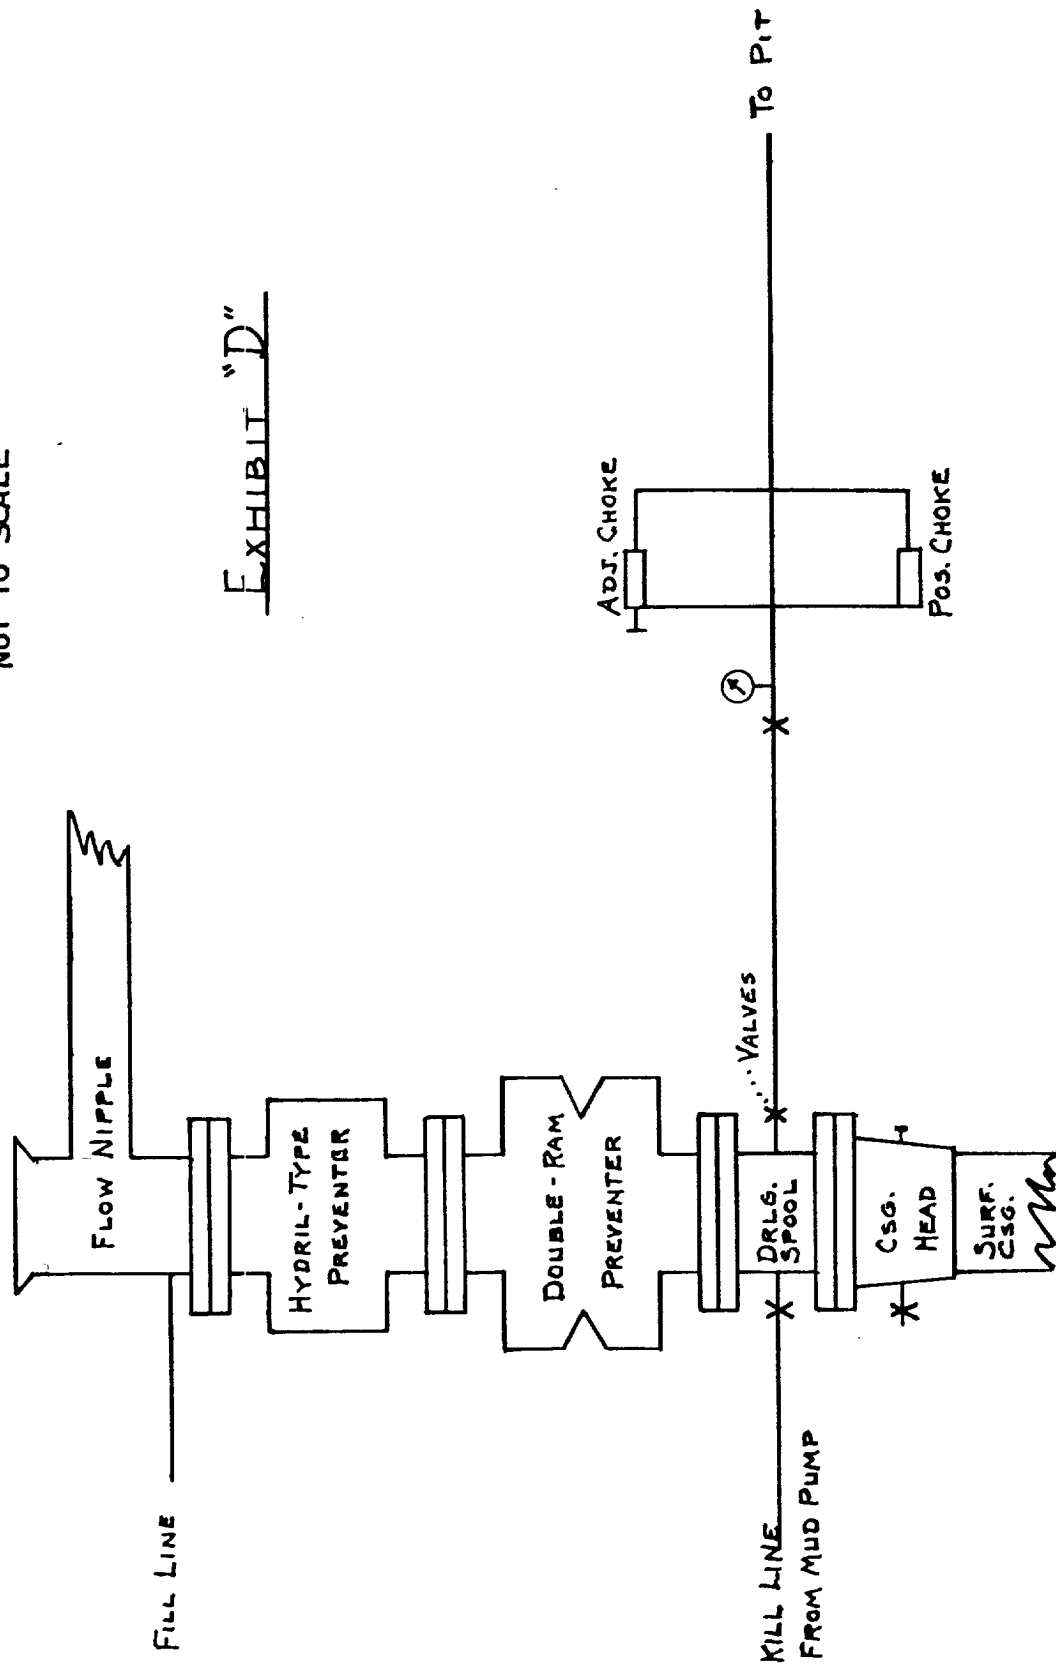 NOT TO SCALE
EXHIBIT "D"
FLOW NIPPLE
FILL LINE
HYDRIL-TYPE
PREVENTER
DOUBLE-RAM
PREVENTER
VALVES
DRLG.
SPOOL
KILL LINE
FROM MUD PUMP
ADJ. CHOKE
POS. CHOKE
TO PIT
CSG.
HEAD
SURF.
CSG.